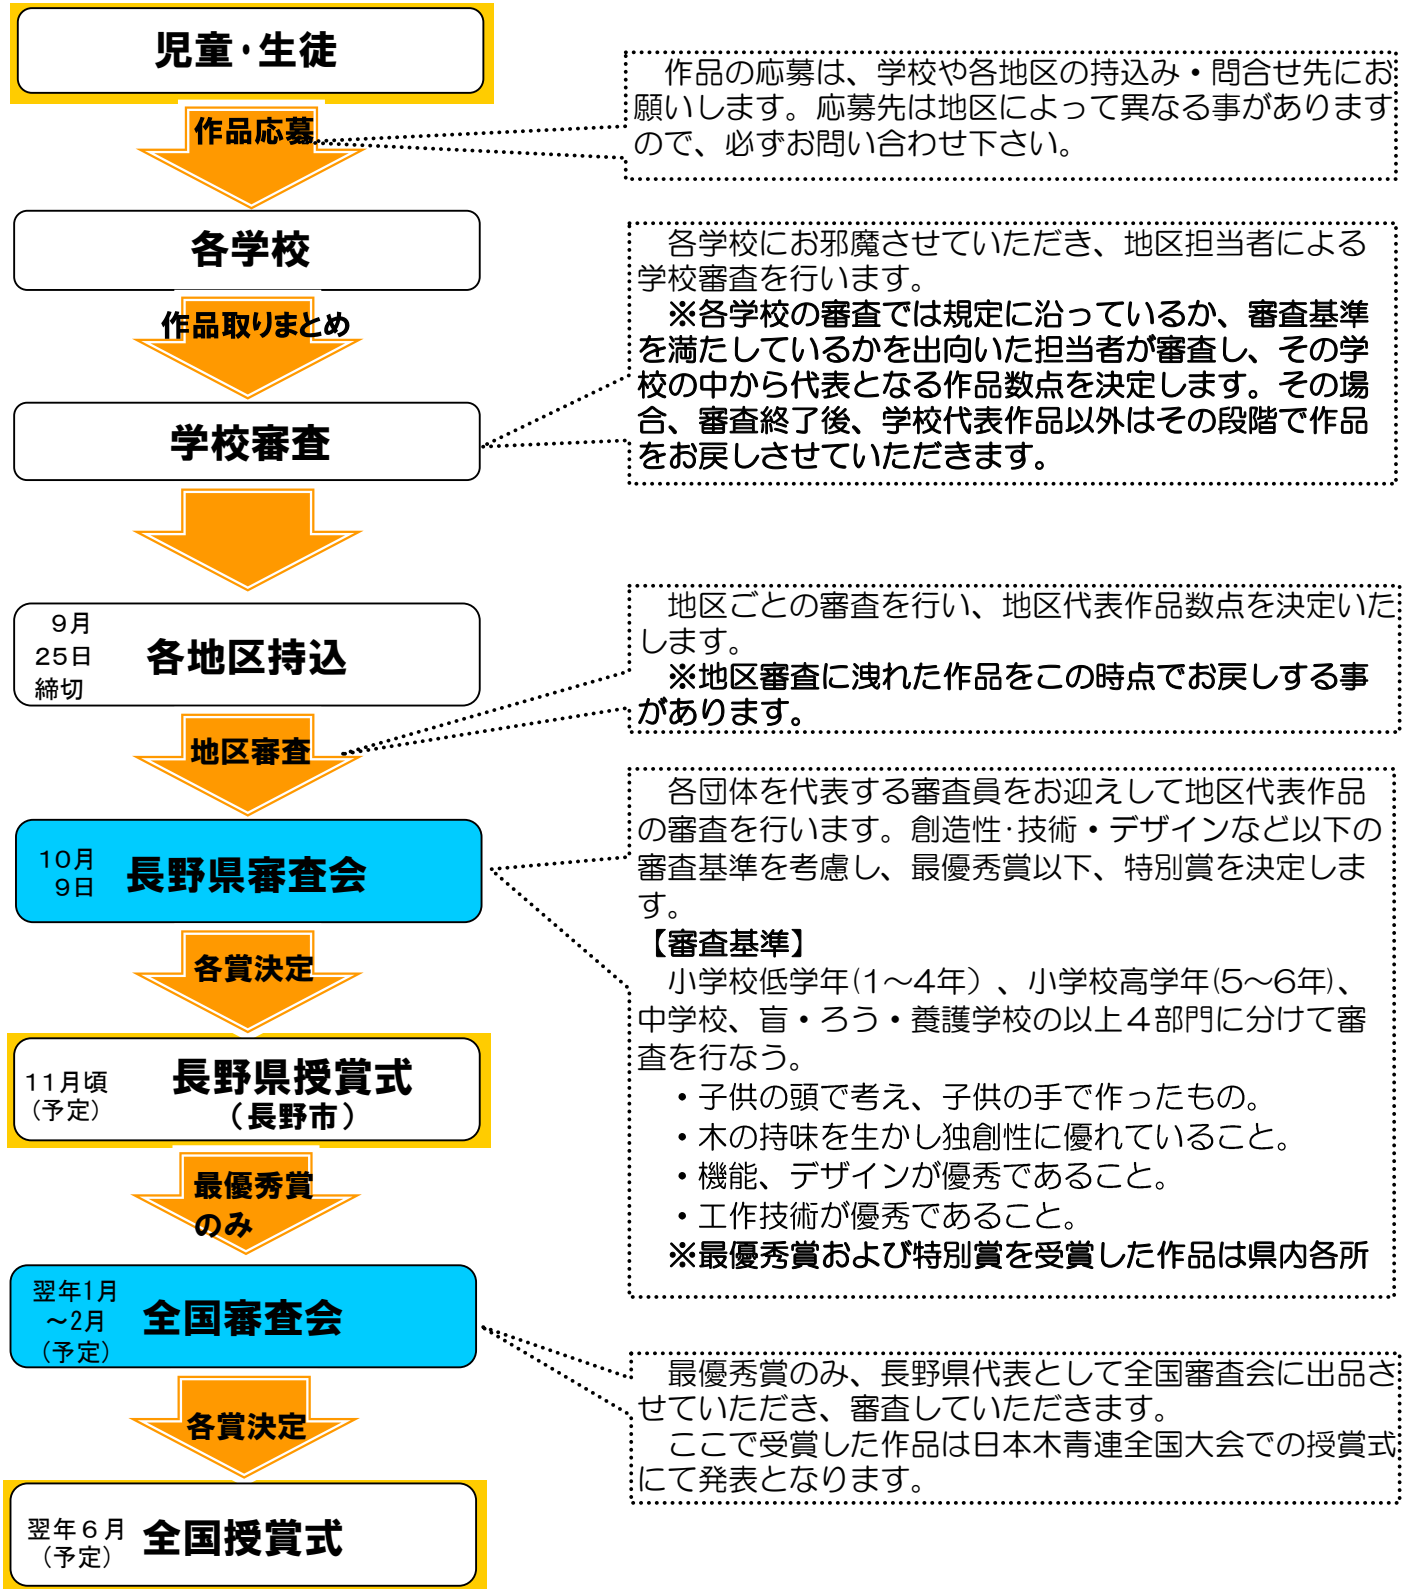 児童･生徒
作品応募
作品の応募は、学校や各地区の持込み・問合せ先にお
願いします。応募先は地区によって異なる事があります
ので、必ずお問い合わせ下さい。
各学校
作品取りまとめ
学校審査
各学校にお邪魔させていただき、地区担当者による
学校審査を行います。
※各学校の審査では規定に沿っているか、審査基準
を満たしているかを出向いた担当者が審査し、その学
校の中から代表となる作品数点を決定します。その場
合、審査終了後、学校代表作品以外はその段階で作品
をお戻しさせていただきます。
9月
25日
締切
各地区持込
地区審査
地区ごとの審査を行い、地区代表作品数点を決定いた
します。
※地区審査に洩れた作品をこの時点でお戻しする事
があります。
10月
9日
長野県審査会
各団体を代表する審査員をお迎えして地区代表作品
の審査を行います。創造性･技術・デザインなど以下の
審査基準を考慮し、最優秀賞以下、特別賞を決定しま
す。
【審査基準】
小学校低学年(1～4年）、小学校高学年(5～6年)、
中学校、盲・ろう・養護学校の以上４部門に分けて審
査を行なう。
・子供の頭で考え、子供の手で作ったもの。
・木の持味を生かし独創性に優れていること。
・機能、デザインが優秀であること。
・工作技術が優秀であること。
※最優秀賞および特別賞を受賞した作品は県内各所
各賞決定
11月頃
(予定)
長野県授賞式
（長野市）
最優秀賞
のみ
翌年1月
～2月
(予定)
全国審査会
最優秀賞のみ、長野県代表として全国審査会に出品さ
せていただき、審査していただきます。
ここで受賞した作品は日本木青連全国大会での授賞式
にて発表となります。
各賞決定
翌年６月
(予定)
全国授賞式